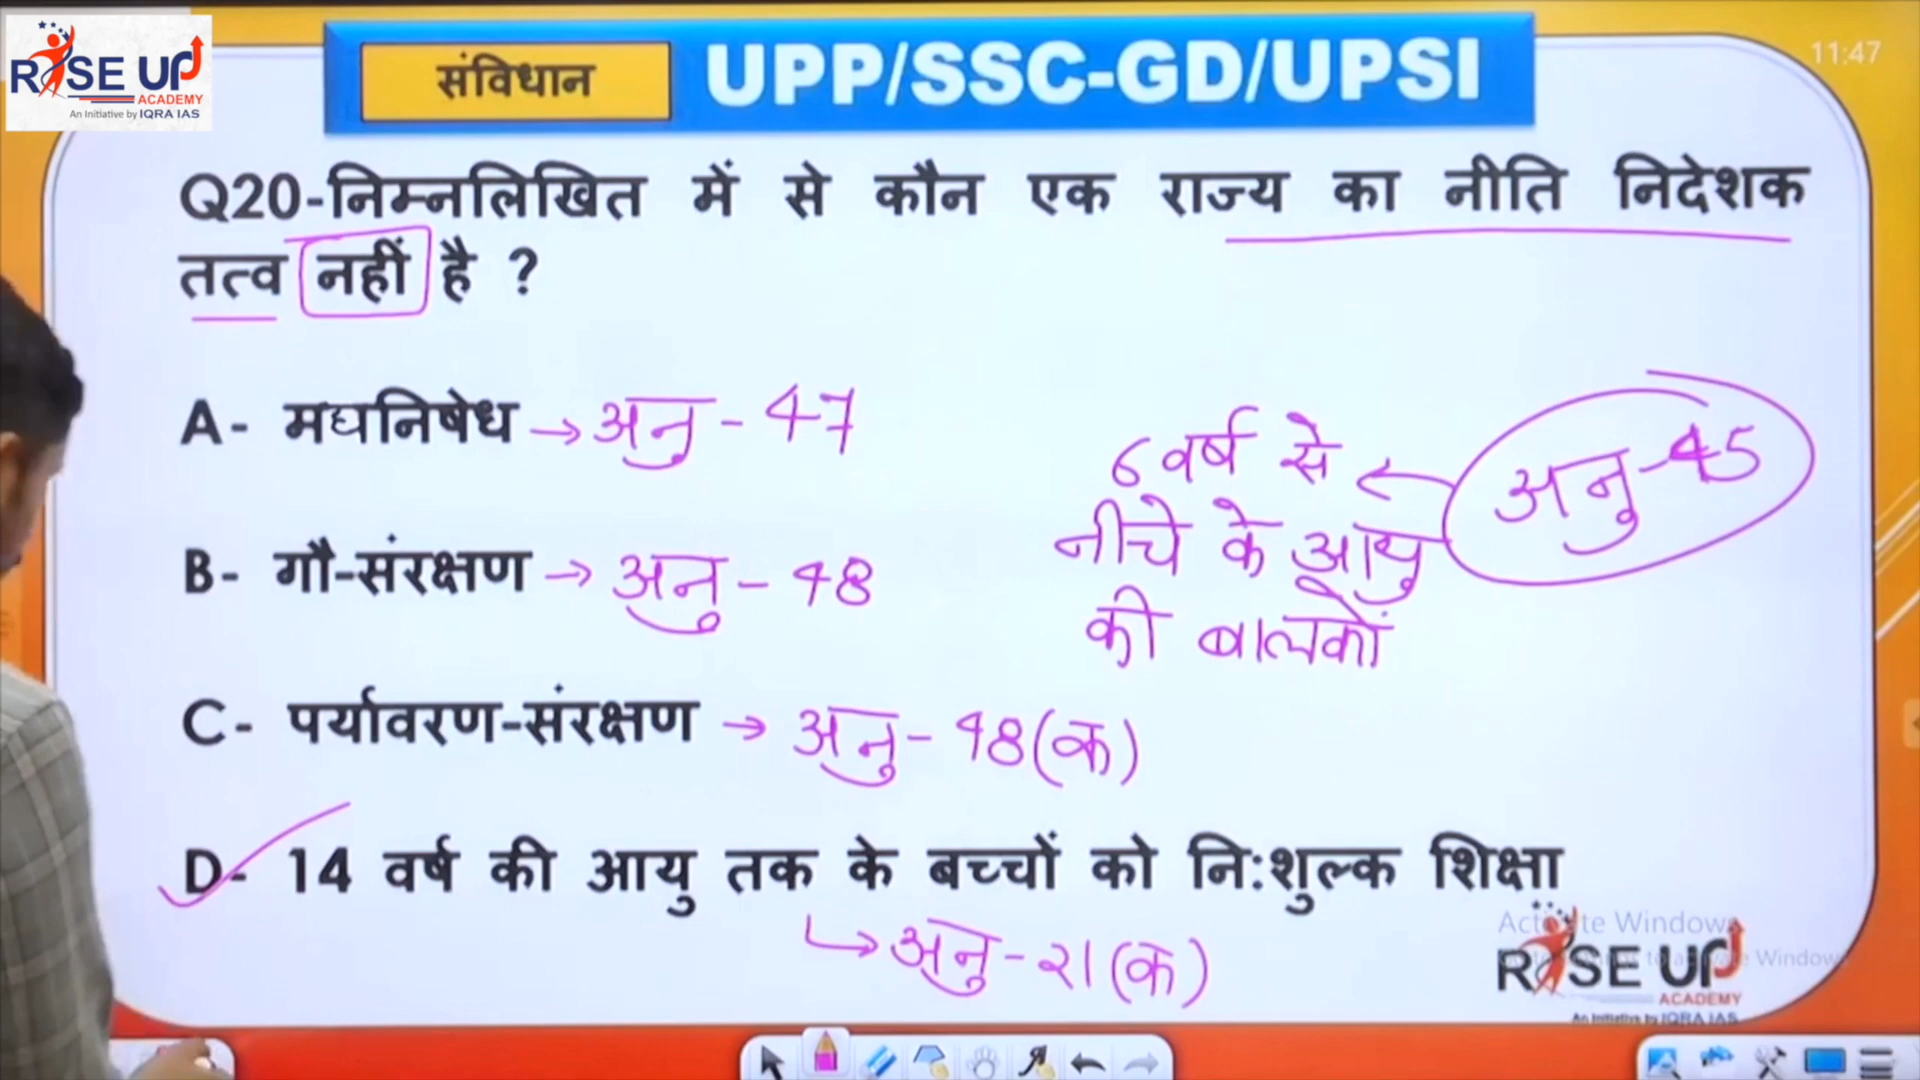 RISE UP
ACADEMY
An Initiative by IQRA IAS
संविधान
UPP/SSC-GD/UPSI
11:47
Q20-निम्नलिखित में से कौन एक राज्य का नीति निदेशक
तत्व नहीं है ?
A- मद्यनिषेध → अनु - 47
B- गौ-संरक्षण → अनु - 48
C- पर्यावरण-संरक्षण → अनु - 48(क)
D- 14 वर्ष की आयु तक के बच्चों को नि:शुल्क शिक्षा
अनु - 21(क)
अनु-45
6 वर्ष से
नीचे के आयु
की बालकों
Activate Windows
RISE UP
ACADEMY
An Initiative by IQRA IAS